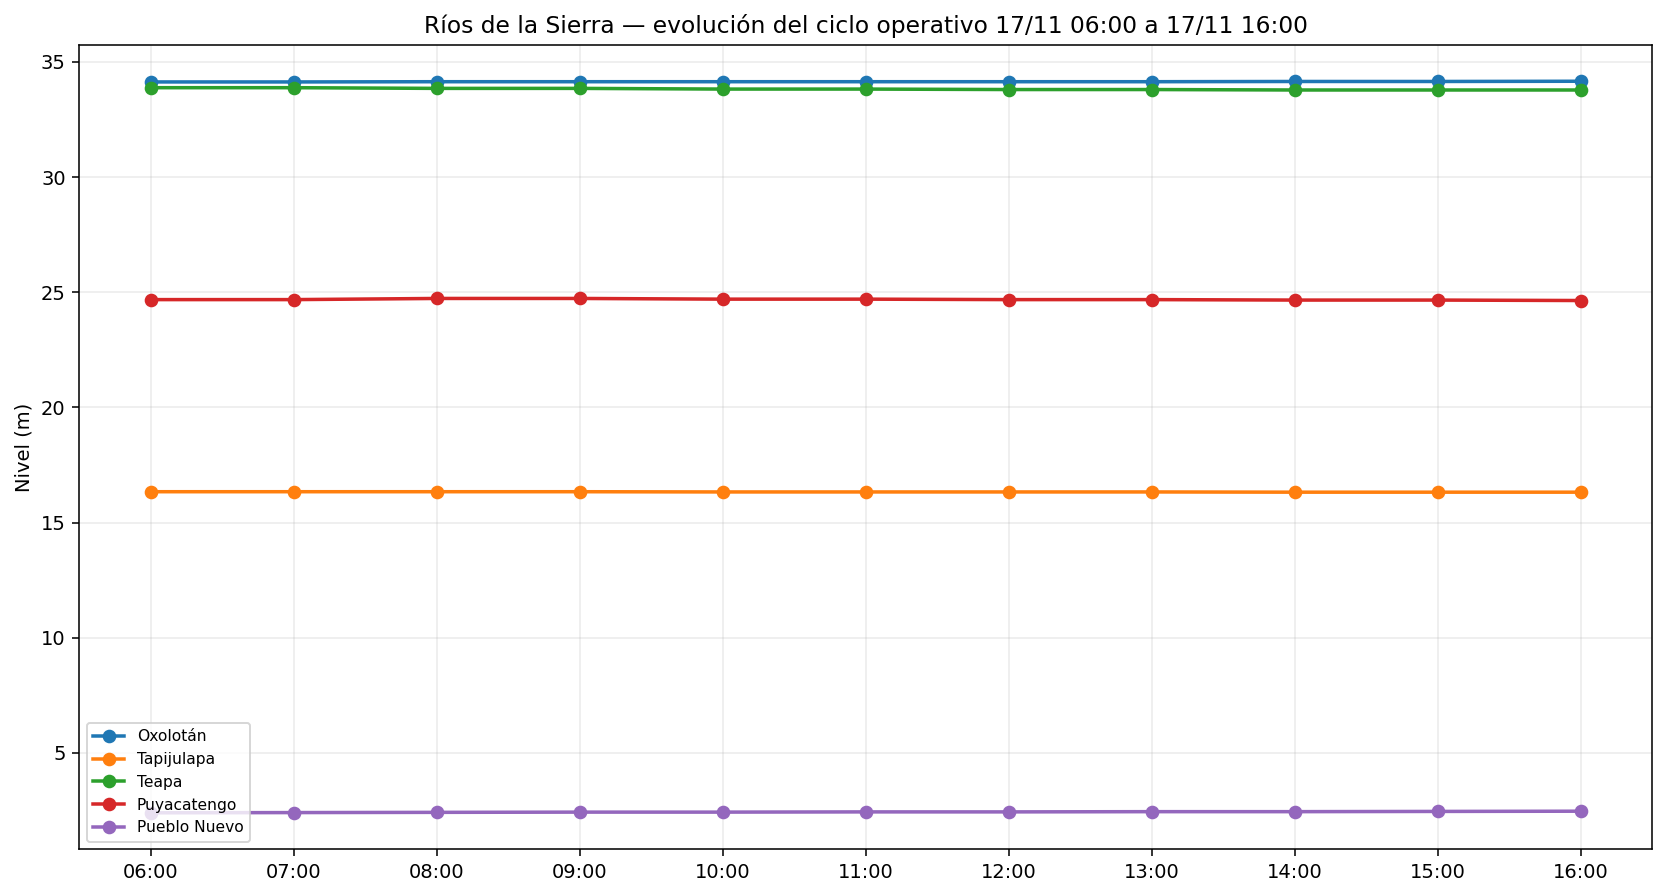 Ríos de la Sierra — evolución del ciclo operativo 17/11 06:00 a 17/11 16:00
Nivel (m)
35
30
25
20
15
10
5
Oxolotán
Tapijulapa
Teapa
Puyacatengo
Pueblo Nuevo
06:00 07:00 08:00 09:00 10:00 11:00 12:00 13:00 14:00 15:00 16:00